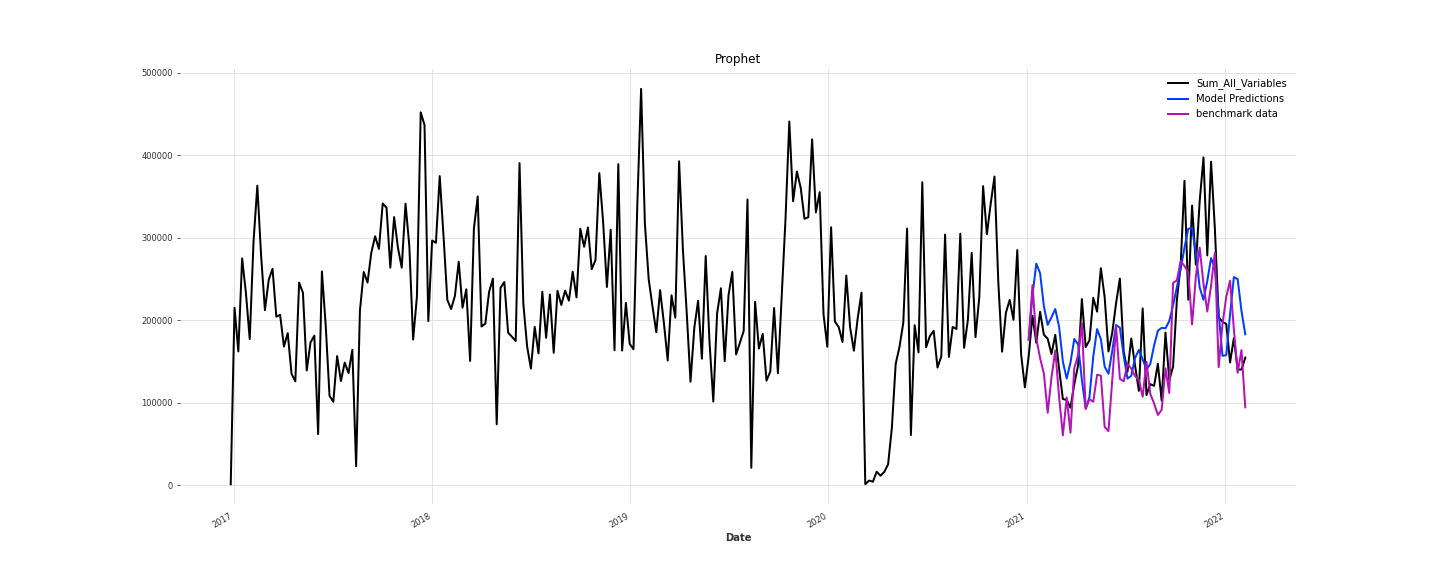 Prophet
500000
400000
300000
200000
100000
0
Sum_All_Variables
Model Predictions
benchmark data
2017
2018
2019
2020
2021
2022
Date